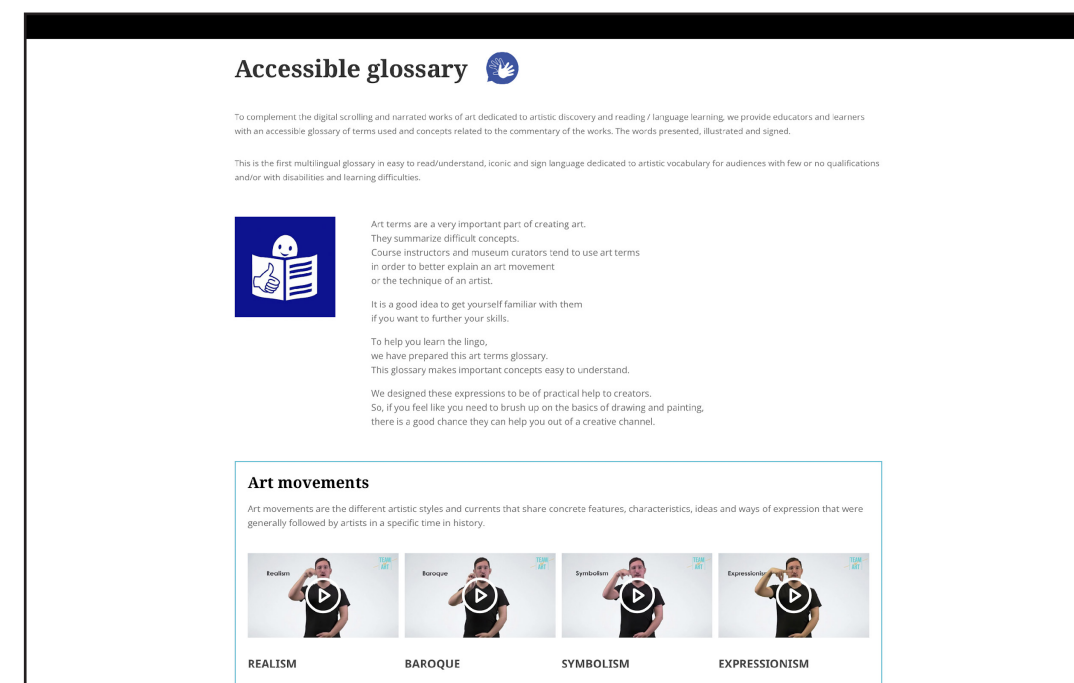 Accessible glossary
To complement the digital scrolling and narrated works of art dedicated to artistic discovery and reading / language learning, we provide educators and learners
with an accessible glossary of terms used and concepts related to the commentary of the works. The words presented, illustrated and signed.
This is the first multilingual glossary in easy to read/understand, iconic and sign language dedicated to artistic vocabulary for audiences with few or no qualifications
and/or with disabilities and learning difficulties.
Art terms are a very important part of creating art.
They summarize difficult concepts.
Course instructors and museum curators tend to use art terms
in order to better explain an art movement
or the technique of an artist.
It is a good idea to get yourself familiar with them
if you want to further your skills.
To help you learn the lingo,
we have prepared this art terms glossary.
This glossary makes important concepts easy to understand.
We designed these expressions to be of practical help to creators.
So, if you feel like you need to brush up on the basics of drawing and painting,
there is a good chance they can help you out of a creative channel.
Art movements
Art movements are the different artistic styles and currents that share concrete features, characteristics, ideas and ways of expression that were
generally followed by artists in a specific time in history.
TEAM ART TEAM ART TEAM ART TEAM ART
Realism Baroque Symbolism Expressionism
REALISM BAROQUE SYMBOLISM EXPRESSIONISM